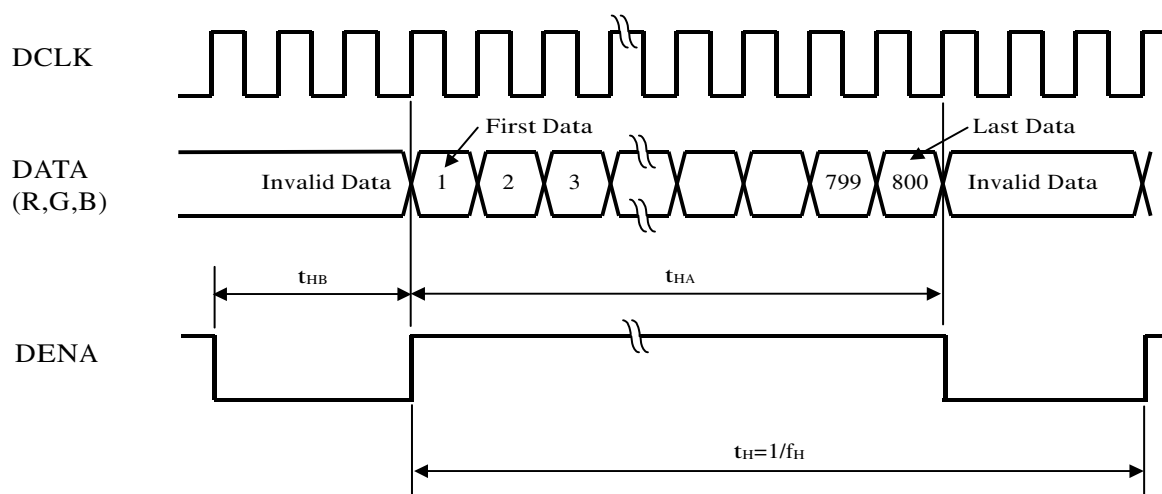 DCLK
First Data
Last Data
DATA
(R,G,B)
Invalid Data
1
2
3
799
800
Invalid Data
tHB
tHA
DENA
tH=1/fH